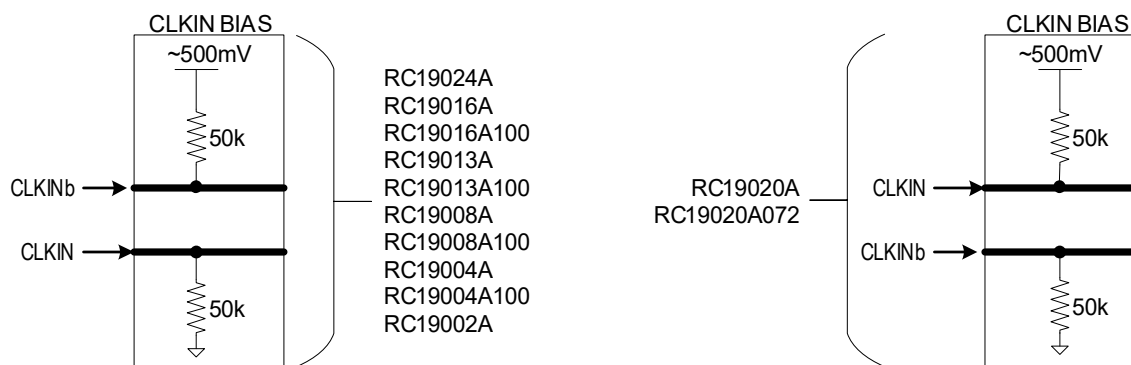 CLKIN BIAS
~500mV
50k
CLKINb
CLKIN
50k
RC19024A
RC19016A
RC19016A100
RC19013A
RC19013A100
RC19008A
RC19008A100
RC19004A
RC19004A100
RC19002A
RC19020A
RC19020A072
CLKIN BIAS
~500mV
50k
CLKIN
CLKINb
50k